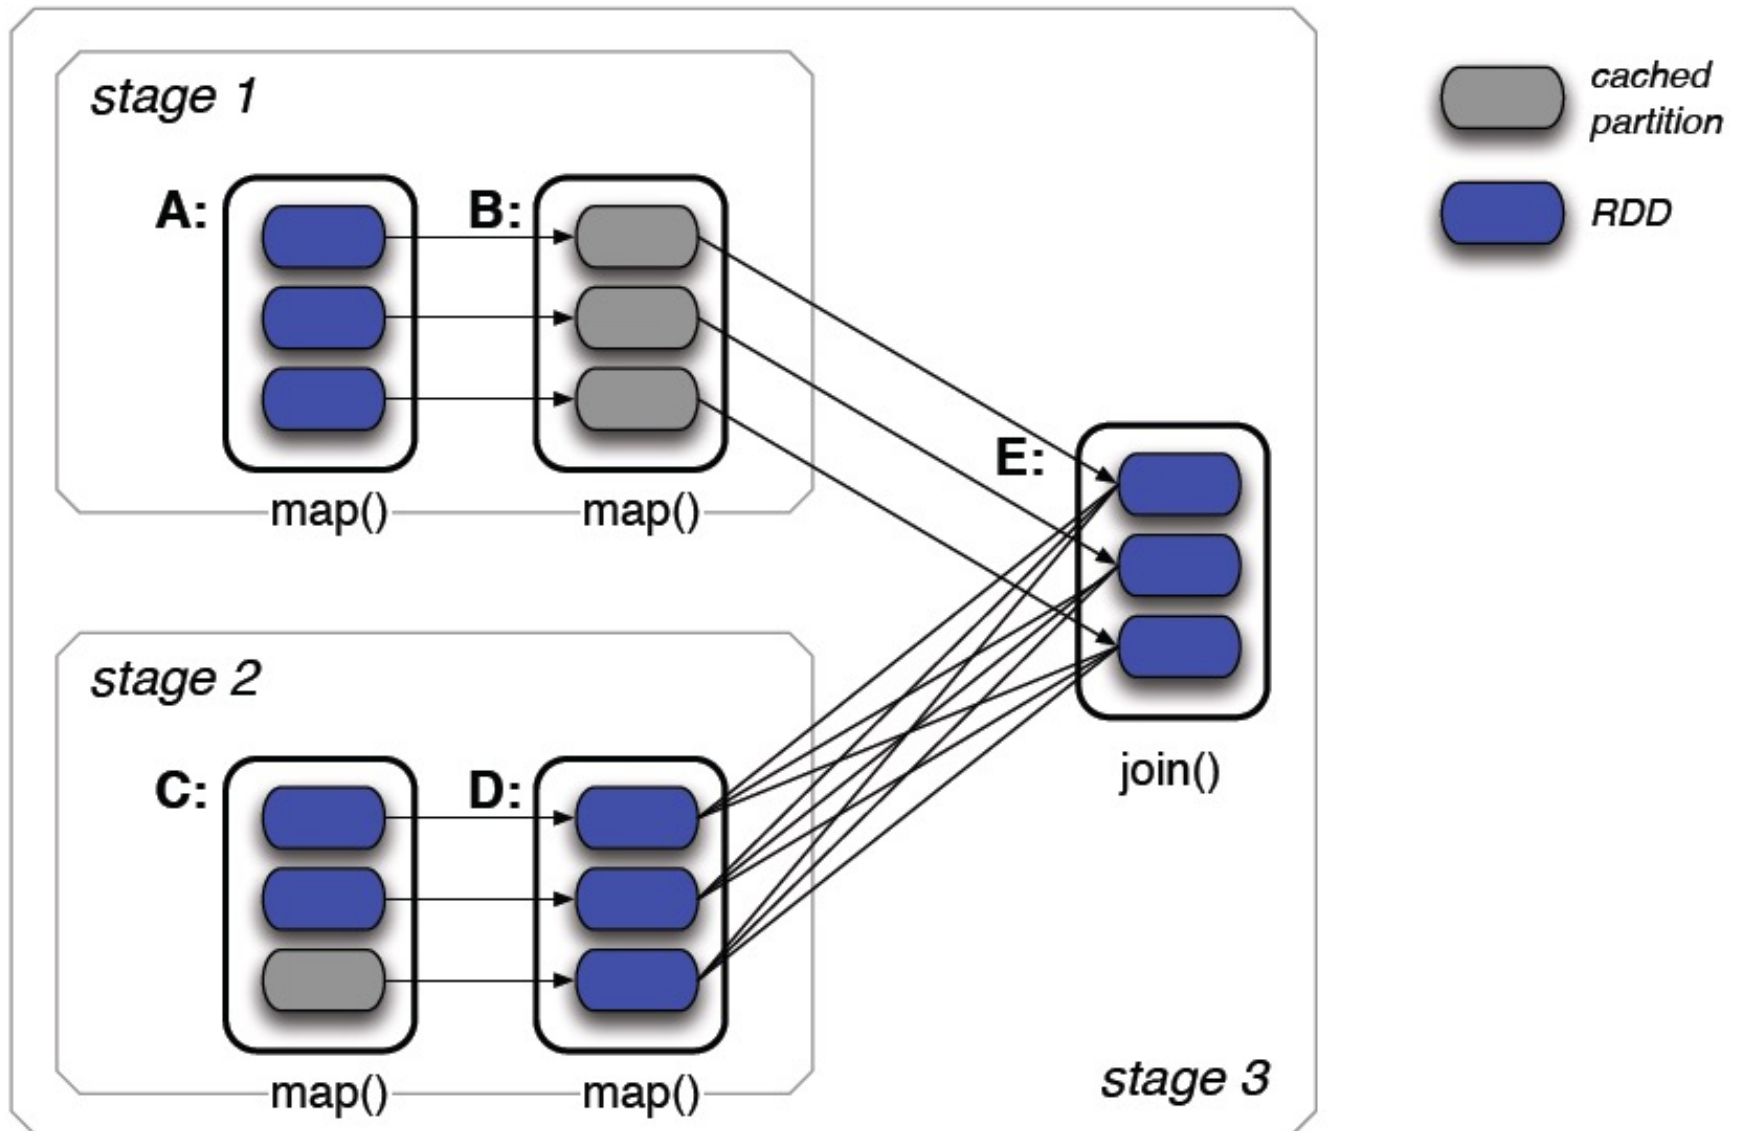 stage 1
A:
B:
map()
map()
stage 2
C:
D:
map()
map()
E:
join()
stage 3
cached
partition
RDD